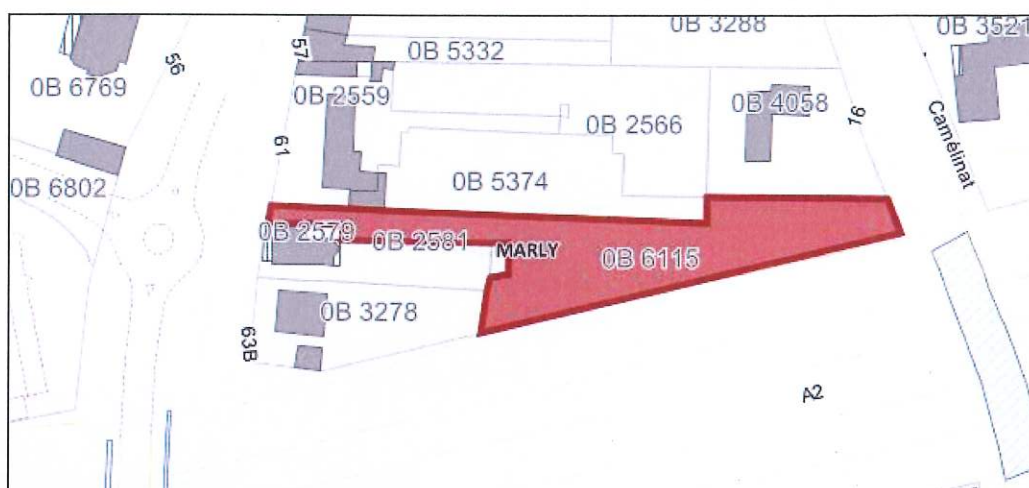 0B 3288
0B 3521
57
0B 5332
56
0B 6769
0B 2559
0B 4058
16
Camélinat
0B 2566
61
0B 5374
0B 6802
0B 2579
0B 2581
MARLY
0B 6115
0B 3278
63B
A2